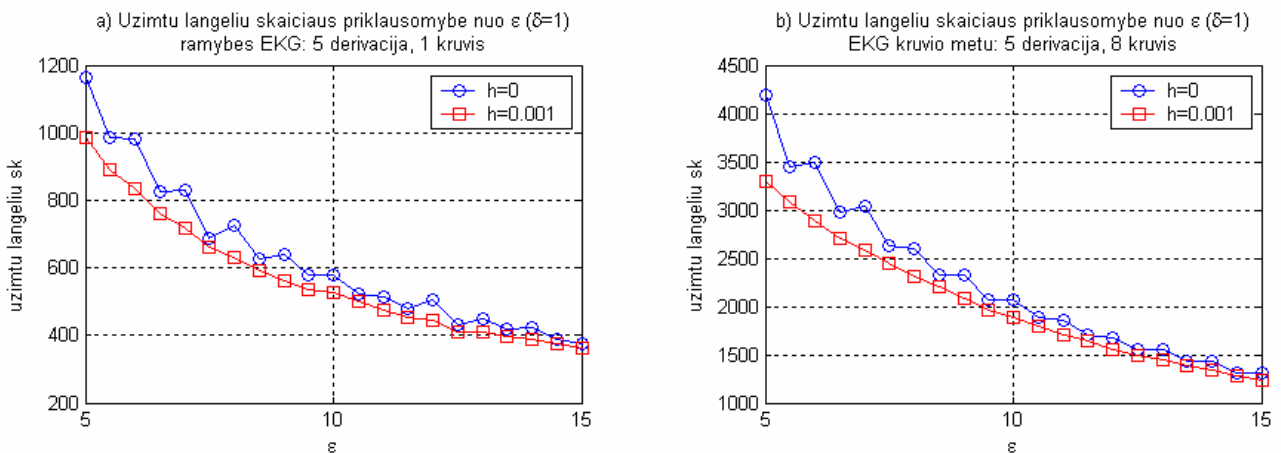 a) Uzimtu langeliu skaiciaus priklausomybe nuo ε (δ=1)
ramybes EKG: 5 derivacija, 1 kruvis
1200
1000
800
600
400
200
5
10
15
ε
uzimtu langeliu sk
h=0
h=0.001
b) Uzimtu langeliu skaiciaus priklausomybe nuo ε (δ=1)
EKG kruvio metu: 5 derivacija, 8 kruvis
4500
4000
3500
3000
2500
2000
1500
1000
5
10
15
ε
uzimtu langeliu sk
h=0
h=0.001